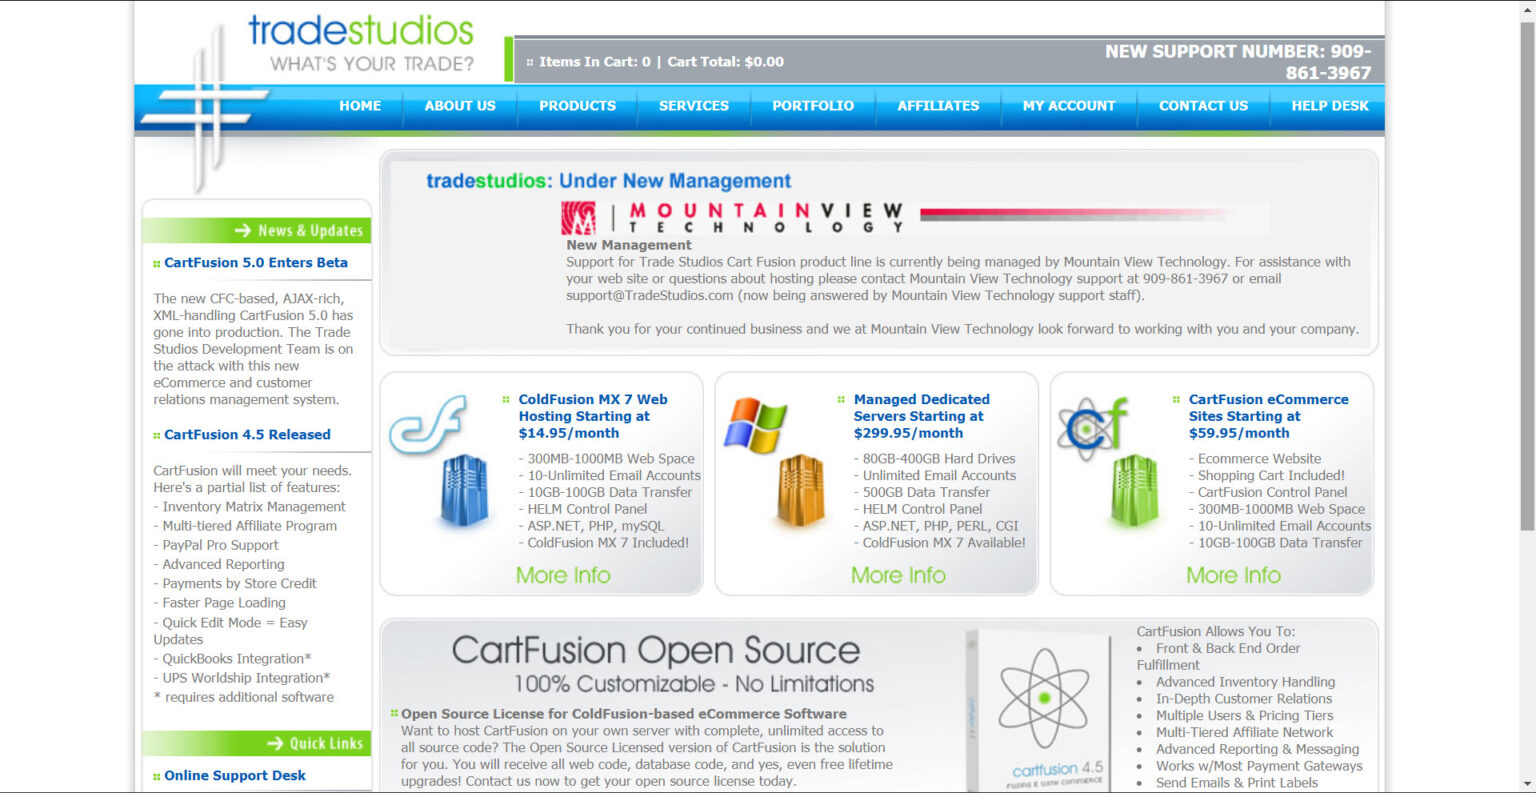 tradestudios
WHAT'S YOUR TRADE?
Items In Cart: 0 | Cart Total: $0.00
NEW SUPPORT NUMBER: 909-
861-3967
HOME
ABOUT US
PRODUCTS
SERVICES
PORTFOLIO
AFFILIATES
MY ACCOUNT
CONTACT US
HELP DESK
News & Updates
CartFusion 5.0 Enters Beta
The new CFC-based, AJAX-rich,
XML-handling CartFusion 5.0 has
gone into production. The Trade
Studios Development Team is on
the attack with this new
eCommerce and customer
relations management system.
CartFusion 4.5 Released
CartFusion will meet your needs.
Here's a partial list of features:
- Inventory Matrix Management
- Multi-tiered Affiliate Program
- PayPal Pro Support
- Advanced Reporting
- Payments by Store Credit
- Faster Page Loading
- Quick Edit Mode = Easy
Updates
- QuickBooks Integration*
- UPS Worldship Integration*
* requires additional software
Quick Links
Online Support Desk
tradestudios: Under New Management
MOUNTAINVIEW
TECHNOLOGY
New Management
Support for Trade Studios Cart Fusion product line is currently being managed by Mountain View Technology. For assistance with
your web site or questions about hosting please contact Mountain View Technology support at 909-861-3967 or email
support@TradeStudios.com (now being answered by Mountain View Technology support staff).
Thank you for your continued business and we at Mountain View Technology look forward to working with you and your company.
cf
ColdFusion MX 7 Web
Hosting Starting at
$14.95/month
- 300MB-1000MB Web Space
- 10-Unlimited Email Accounts
- 10GB-100GB Data Transfer
- HELM Control Panel
- ASP.NET, PHP, mySQL
- ColdFusion MX 7 Included!
More Info
Managed Dedicated
Servers Starting at
$299.95/month
- 80GB-400GB Hard Drives
- Unlimited Email Accounts
- 500GB Data Transfer
- HELM Control Panel
- ASP.NET, PHP, PERL, CGI
- ColdFusion MX 7 Available!
More Info
cf
CartFusion eCommerce
Sites Starting at
$59.95/month
- Ecommerce Website
- Shopping Cart Included!
- CartFusion Control Panel
- 300MB-1000MB Web Space
- 10-Unlimited Email Accounts
- 10GB-100GB Data Transfer
More Info
CartFusion Open Source
100% Customizable - No Limitations
Open Source License for ColdFusion-based eCommerce Software
Want to host CartFusion on your own server with complete, unlimited access to
all source code? The Open Source Licensed version of CartFusion is the solution
for you. You will receive all web code, database code, and yes, even free lifetime
upgrades! Contact us now to get your open source license today.
cartfusion 4.5
CartFusion Allows You To:
• Front & Back End Order
Fulfillment
• Advanced Inventory Handling
• In-Depth Customer Relations
• Multiple Users & Pricing Tiers
• Multi-Tiered Affiliate Network
• Advanced Reporting & Messaging
• Works w/Most Payment Gateways
• Send Emails & Print Labels